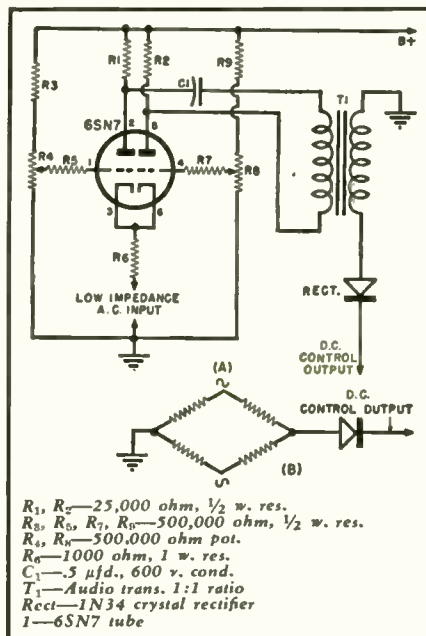 B+
R1
R2
R9
R3
C1
T1
6SN7
2
5
R4
R5
1
4
R7
R8
3
6
R6
LOW IMPEDANCE
A.C. INPUT
RECT.
D.C.
CONTROL
OUTPUT
(A)
D.C.
CONTROL OUTPUT
(B)
R₁, R₂—25,000 ohm, ½ w. res.
R₃, R₅, R₇, R₉—500,000 ohm, ½ w. res.
R₄, R₈—500,000 ohm pot.
R₆—1000 ohm, 1 w. res.
C₁—.5 μfd., 600 v. cond.
T₁—Audio trans. 1:1 ratio
Rect—1N34 crystal rectifier
1—6SN7 tube